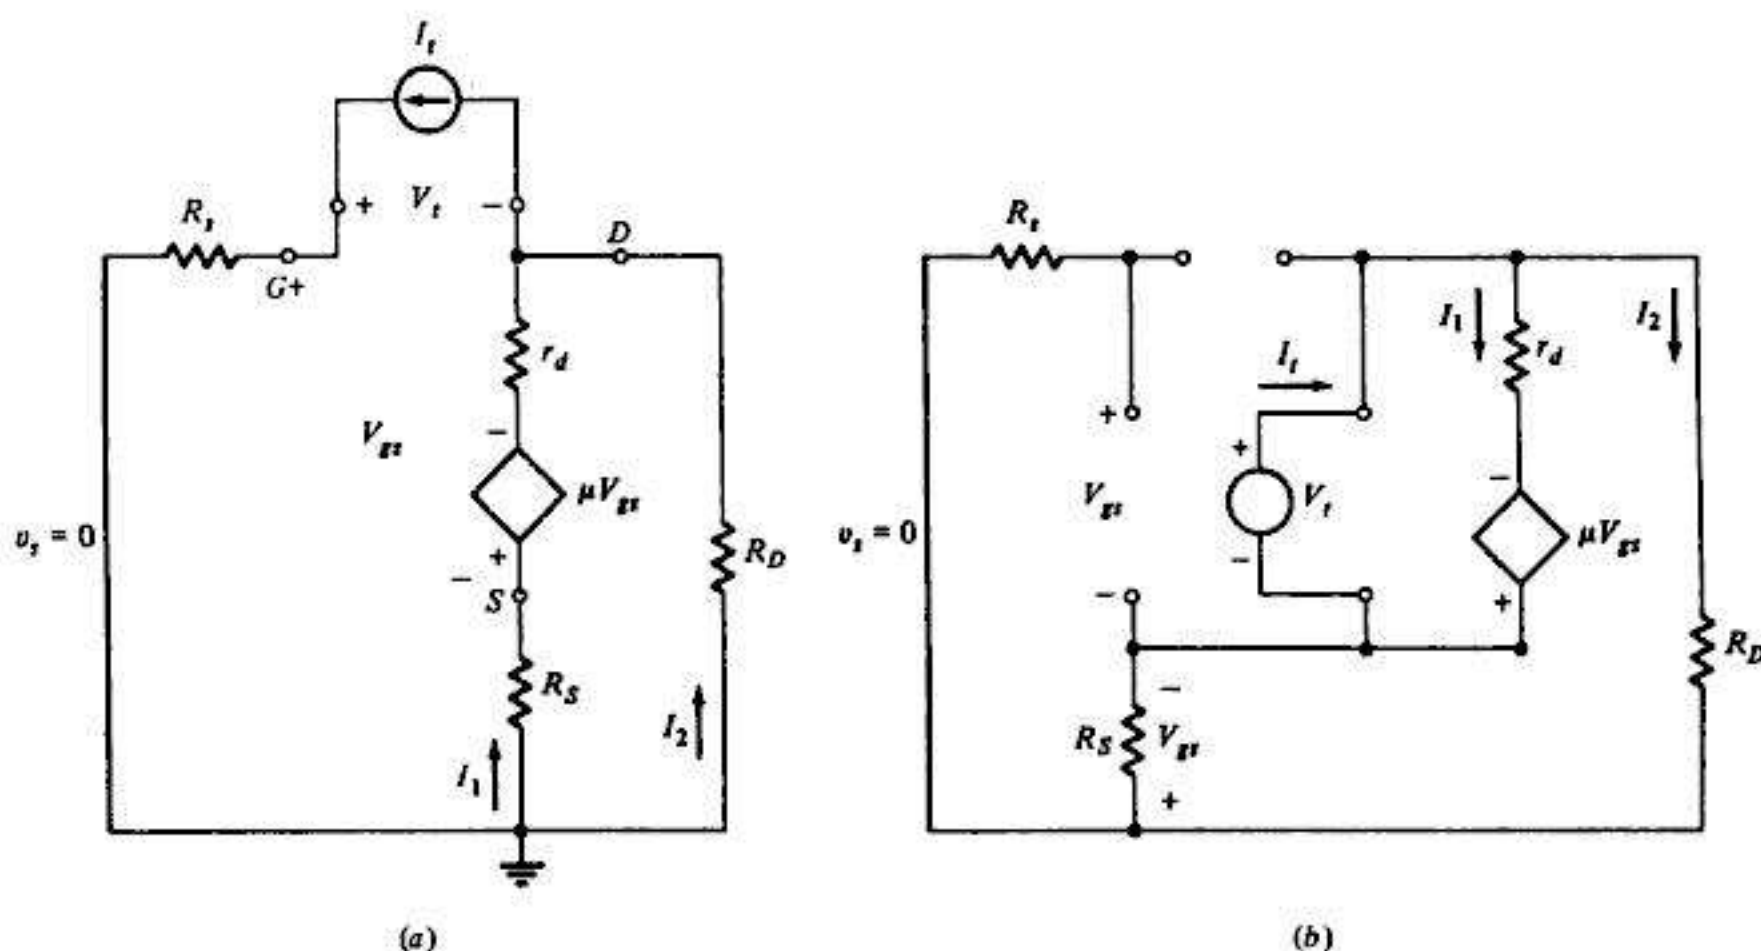 I_t
+ V_t −
R_s
G+
D
r_d
V_gs
−
μV_gs
v_s = 0
+
−
S
R_D
R_S
I_2
I_1
(a)
R_s
I_1
I_2
r_d
I_t
+
+
V_gs
V_t
−
μV_gs
v_s = 0
−
−
+
R_D
−
R_S V_gs
+
(b)